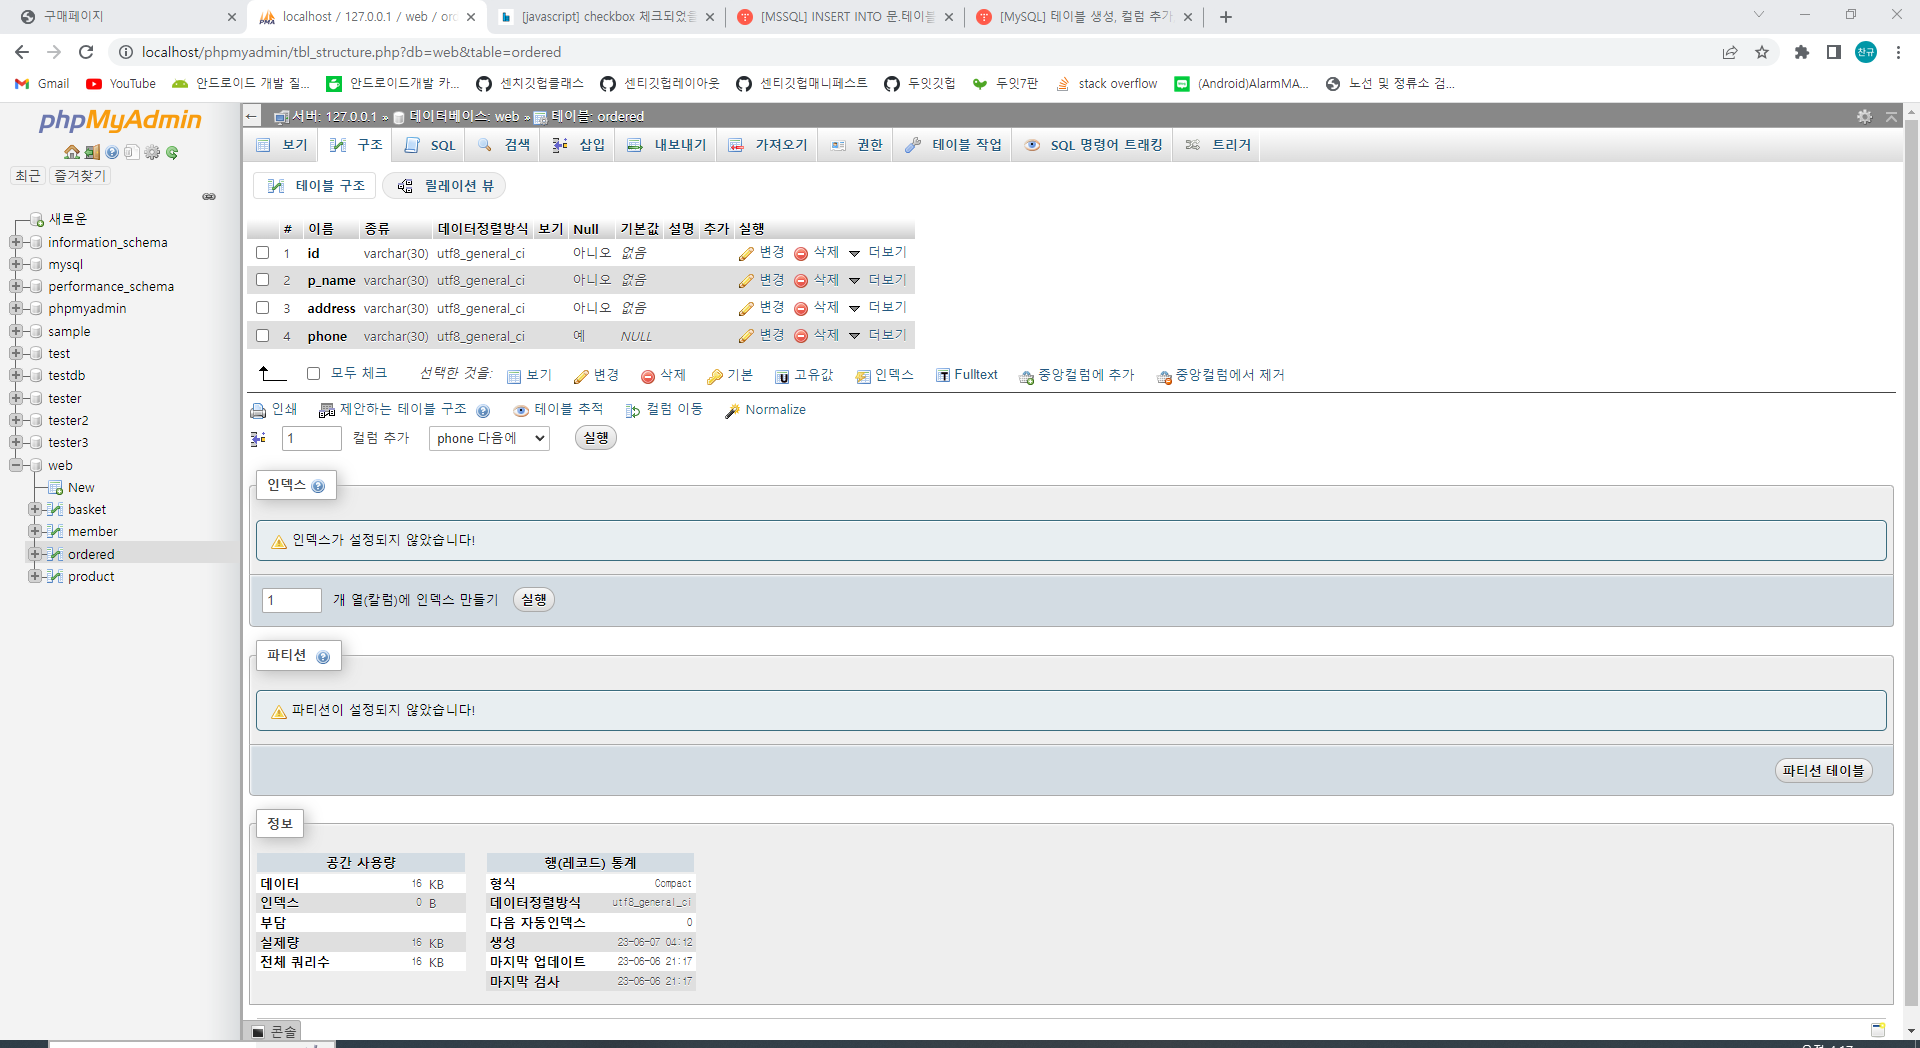 구매페이지
localhost / 127.0.0.1 / web / ord
[javascript] checkbox 체크되었을
[MSSQL] INSERT INTO 문.테이블
[MySQL] 테이블 생성, 컬럼 추가
localhost/phpmyadmin/tbl_structure.php?db=web&table=ordered
찬규
Gmail YouTube 안드로이드 개발 질... 안드로이드개발 카... 센치깃헙클래스 센티깃헙레이아웃 센티깃헙매니페스트 두잇깃헙 두잇7판 stack overflow (Android)AlarmMA... 노선 및 정류소 검...
phpMyAdmin
최근 즐겨찾기
새로운
information_schema
mysql
performance_schema
phpmyadmin
sample
test
testdb
tester
tester2
tester3
web
New
basket
member
ordered
product
서버: 127.0.0.1 » 데이터베이스: web » 테이블: ordered
보기 구조 SQL 검색 삽입 내보내기 가져오기 권한 테이블 작업 SQL 명령어 트래킹 트리거
테이블 구조 릴레이션 뷰
# 이름 종류 데이터정렬방식 보기 Null 기본값 설명 추가 실행
1 id varchar(30) utf8_general_ci 아니오 없음 변경 삭제 더보기
2 p_name varchar(30) utf8_general_ci 아니오 없음 변경 삭제 더보기
3 address varchar(30) utf8_general_ci 아니오 없음 변경 삭제 더보기
4 phone varchar(30) utf8_general_ci 예 NULL 변경 삭제 더보기
모두 체크 선택한 것을: 보기 변경 삭제 기본 고유값 인덱스 Fulltext 중앙컬럼에 추가 중앙컬럼에서 제거
인쇄 제안하는 테이블 구조 테이블 추적 컬럼 이동 Normalize
1 컬럼 추가 phone 다음에 실행
인덱스
인덱스가 설정되지 않았습니다!
1 개 열(칼럼)에 인덱스 만들기 실행
파티션
파티션이 설정되지 않았습니다!
파티션 테이블
정보
공간 사용량
데이터 16 KB
인덱스 0 B
부담
실제량 16 KB
전체 쿼리수 16 KB
행(레코드) 통계
형식 Compact
데이터정렬방식 utf8_general_ci
다음 자동인덱스 0
생성 23-06-07 04:12
마지막 업데이트 23-06-06 21:17
마지막 검사 23-06-06 21:17
콘솔